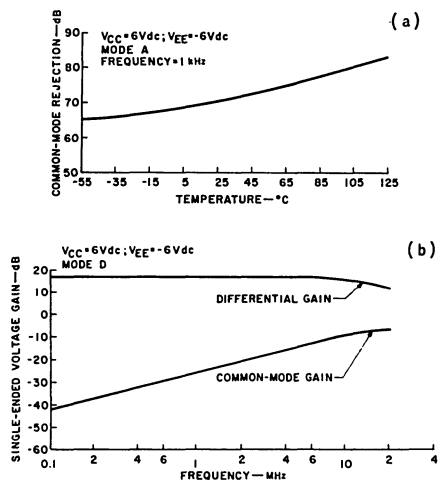 (a)
VCC=6Vdc; VEE=-6Vdc
MODE A
FREQUENCY=1 kHz
COMMON-MODE REJECTION—dB
90
80
70
60
50
-55 -35 -15 5 25 45 65 85 105 125
TEMPERATURE—°C
(b)
VCC=6Vdc; VEE=-6Vdc
MODE D
SINGLE-ENDED VOLTAGE GAIN—dB
20
10
0
-10
-20
-30
-40
-50
-60
DIFFERENTIAL GAIN
COMMON-MODE GAIN
0.1 2 4 6 1 2 4 6 10 2 4
FREQUENCY—MHz